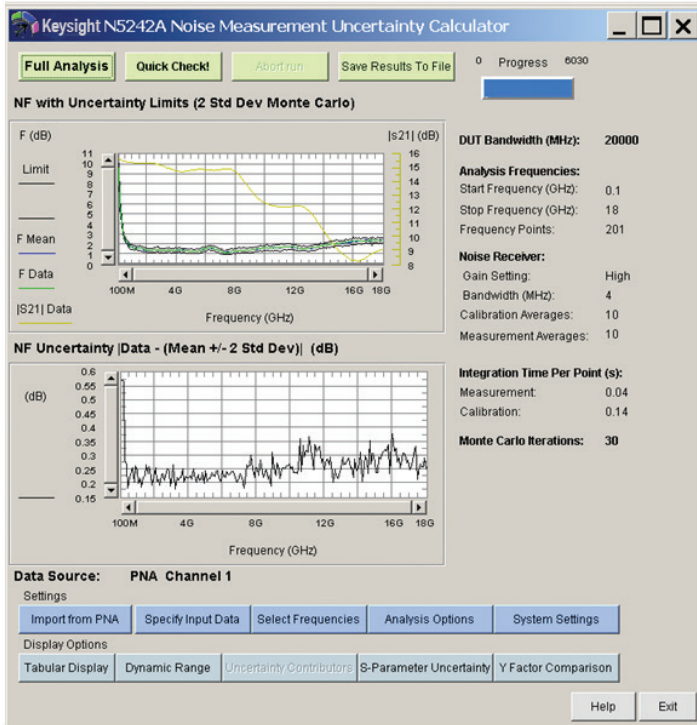 Keysight N5242A Noise Measurement Uncertainty Calculator
Full Analysis Quick Check! Abort run Save Results To File 0 Progress 6030
NF with Uncertainty Limits (2 Std Dev Monte Carlo)
F (dB) |s21| (dB)
Limit
F Mean
F Data
|S21| Data
11
10
9
8
7
6
5
4
3
2
1
0
16
15
14
13
12
11
10
9
8
100M 4G 8G 12G 16G 18G
Frequency (GHz)
DUT Bandwidth (MHz): 20000
Analysis Frequencies:
Start Frequency (GHz): 0.1
Stop Frequency (GHz): 18
Frequency Points: 201
Noise Receiver:
Gain Setting: High
Bandwidth (MHz): 4
Calibration Averages: 10
Measurement Averages: 10
Integration Time Per Point (s):
Measurement: 0.04
Calibration: 0.14
Monte Carlo Iterations: 30
NF Uncertainty |Data - (Mean +/- 2 Std Dev)| (dB)
(dB)
0.6
0.55
0.5
0.45
0.4
0.35
0.3
0.25
0.2
0.15
100M 4G 8G 12G 16G 18G
Frequency (GHz)
Data Source: PNA Channel 1
Settings
Import from PNA Specify Input Data Select Frequencies Analysis Options System Settings
Display Options
Tabular Display Dynamic Range Uncertainty Contributors S-Parameter Uncertainty Y Factor Comparison
Help Exit